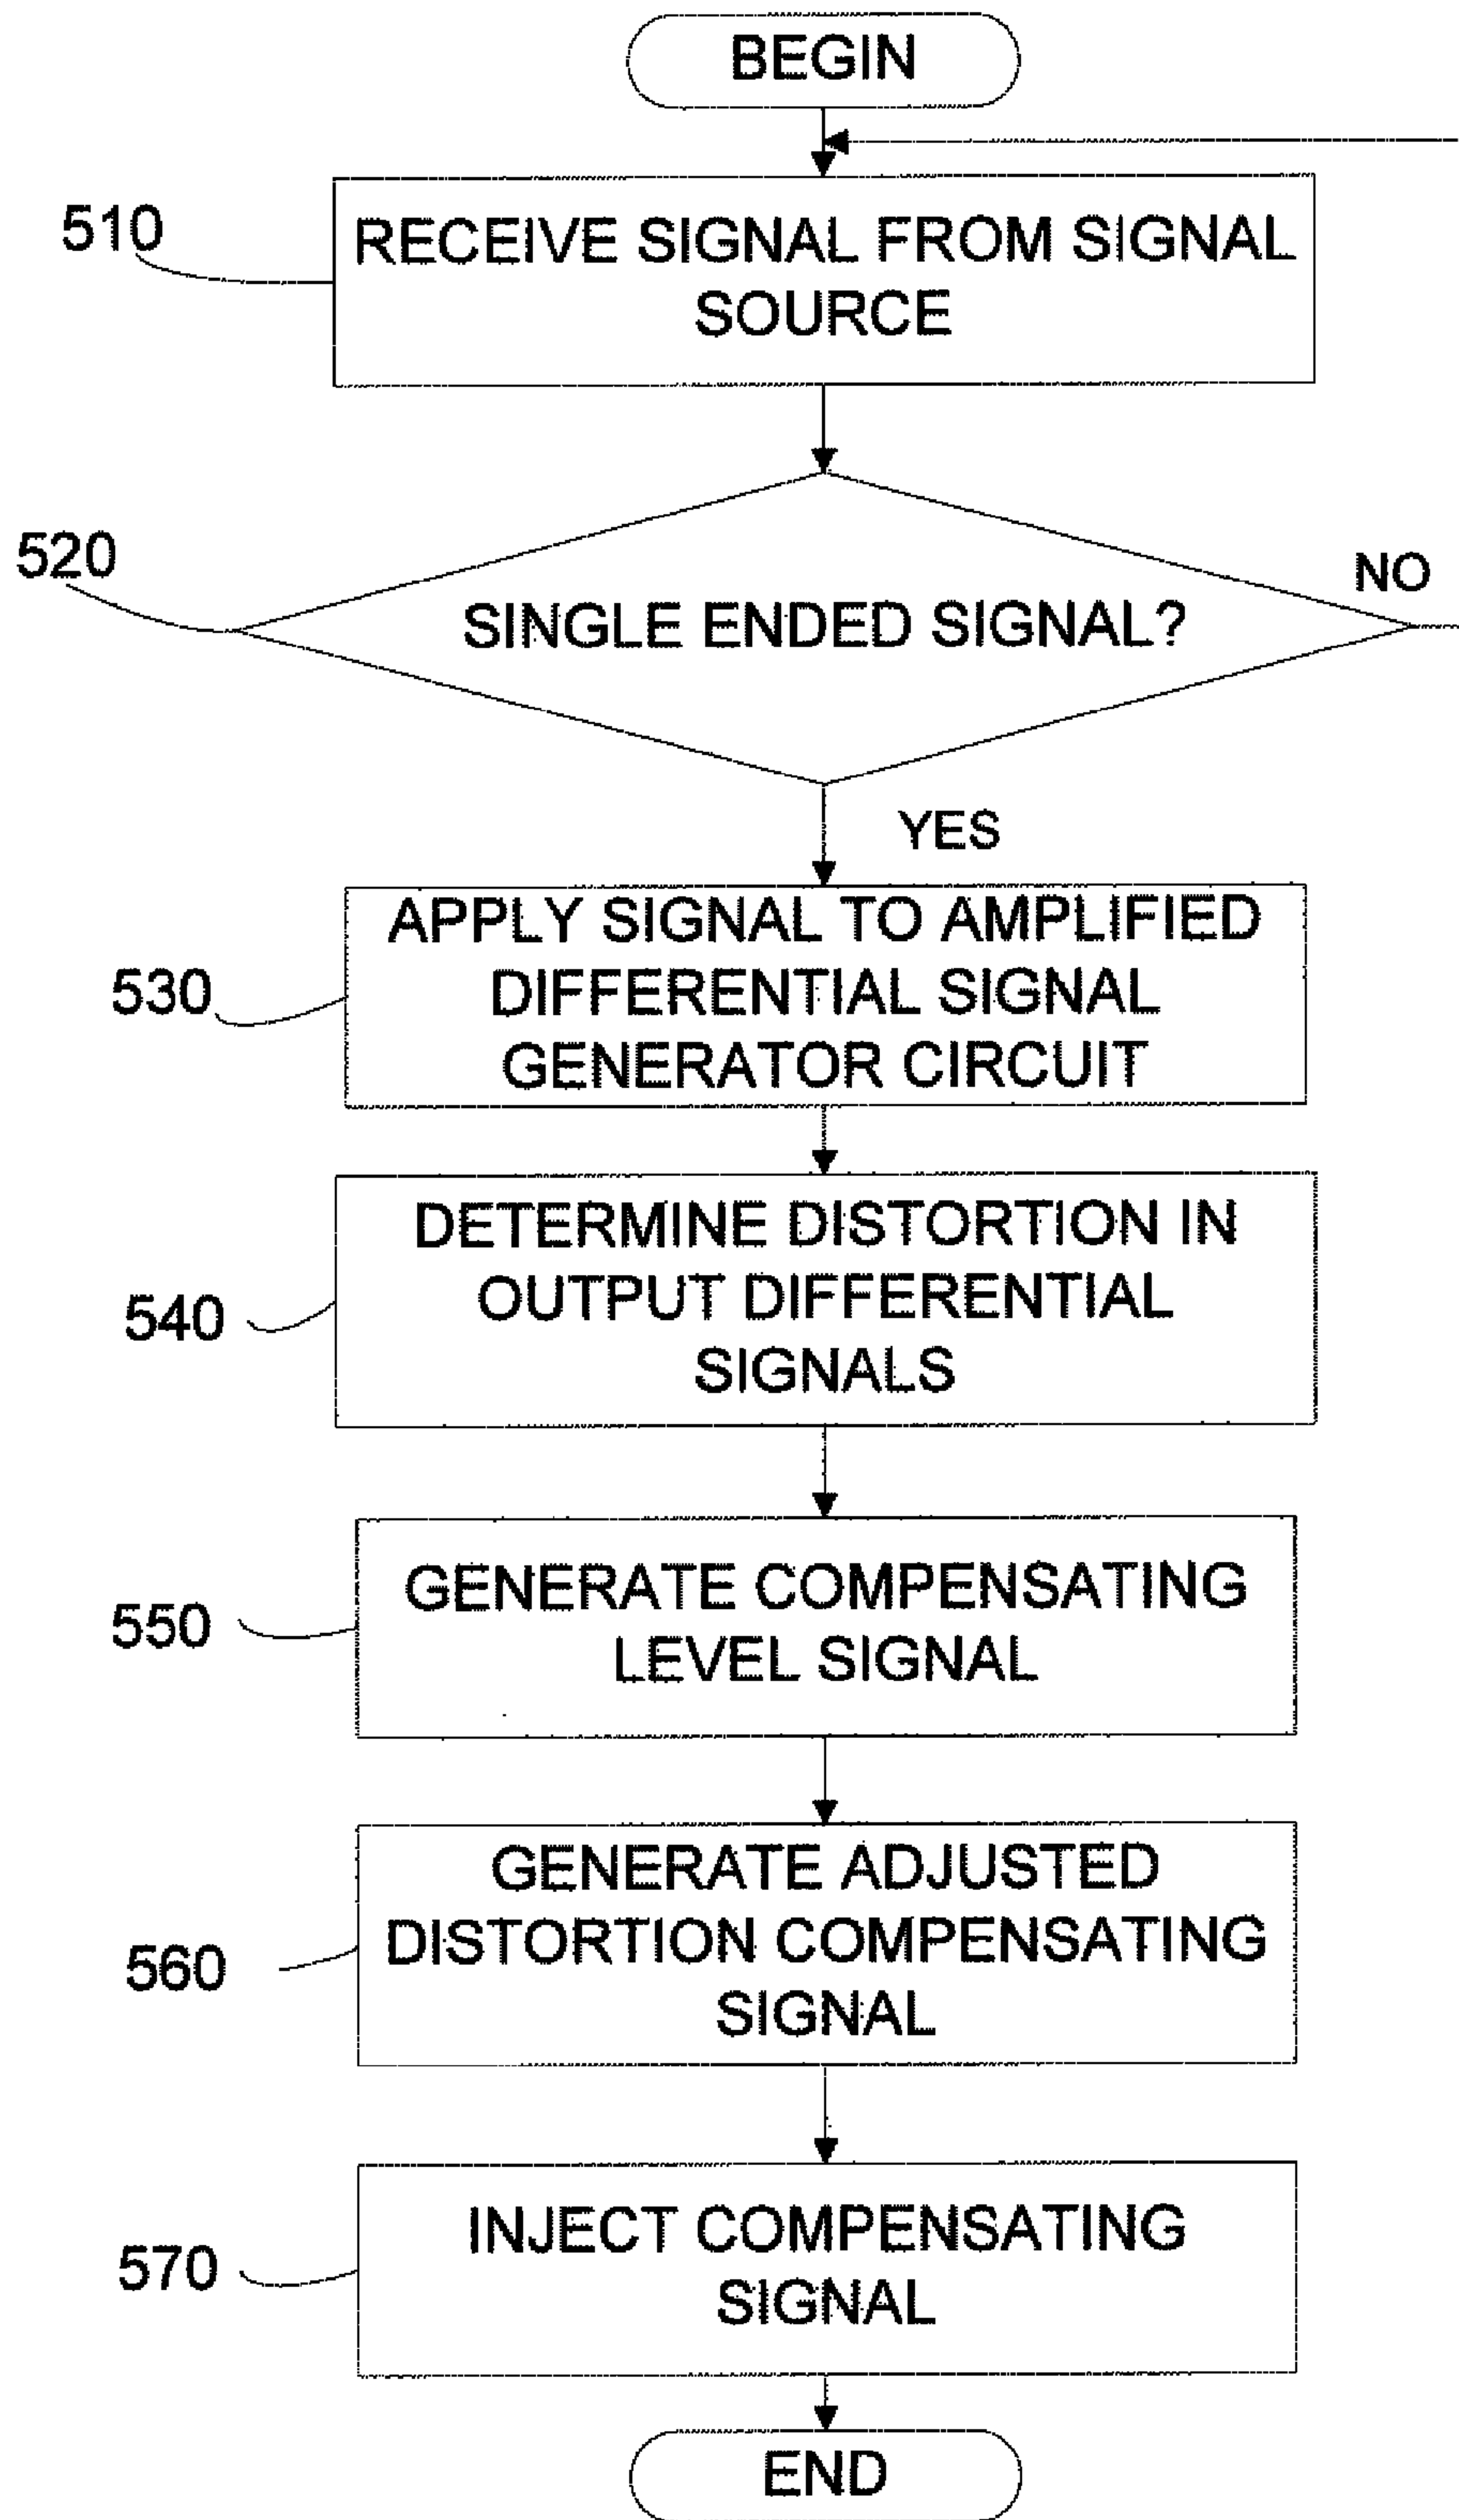 BEGIN
510
RECEIVE SIGNAL FROM SIGNAL
SOURCE
520
SINGLE ENDED SIGNAL?
NO
YES
530
APPLY SIGNAL TO AMPLIFIED
DIFFERENTIAL SIGNAL
GENERATOR CIRCUIT
540
DETERMINE DISTORTION IN
OUTPUT DIFFERENTIAL
SIGNALS
550
GENERATE COMPENSATING
LEVEL SIGNAL
560
GENERATE ADJUSTED
DISTORTION COMPENSATING
SIGNAL
570
INJECT COMPENSATING
SIGNAL
END